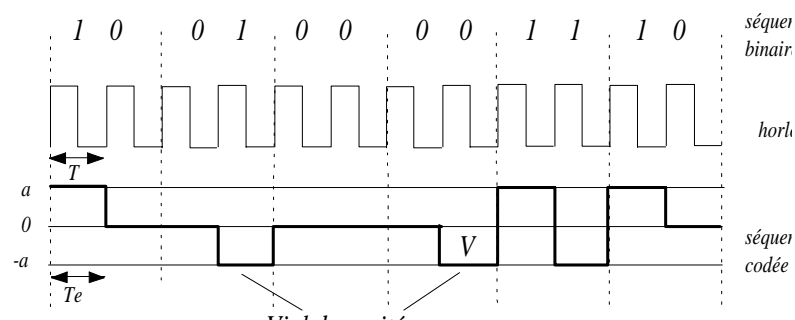 1 0 0 1 0 0 0 0 1 1 1 0
séquen
binaire
horlo
T
a
0
-a
V
séquen
codée
Te